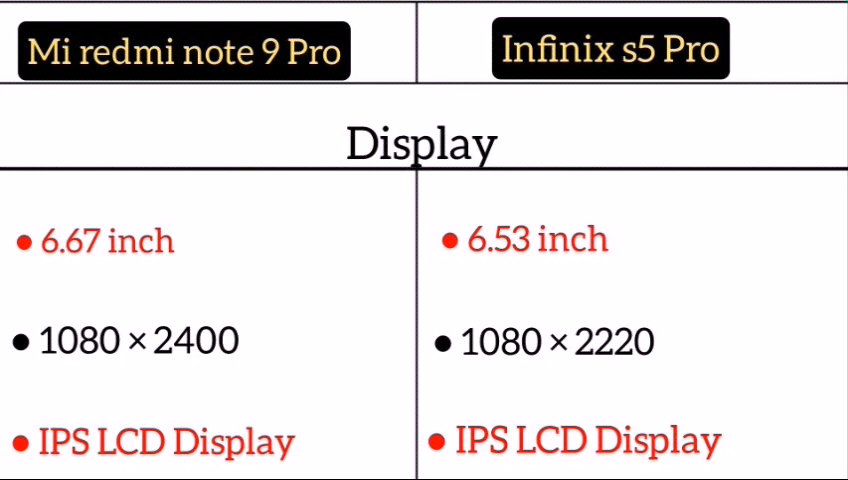 Mi redmi note 9 Pro
Infinix s5 Pro
Display
● 6.67 inch
● 6.53 inch
● 1080 × 2400
● 1080 × 2220
● IPS LCD Display
● IPS LCD Display